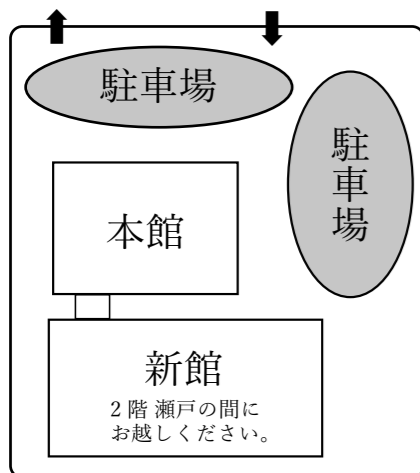 駐車場
駐車場
本館
新館
2階 瀬戸の間に
お越しください。